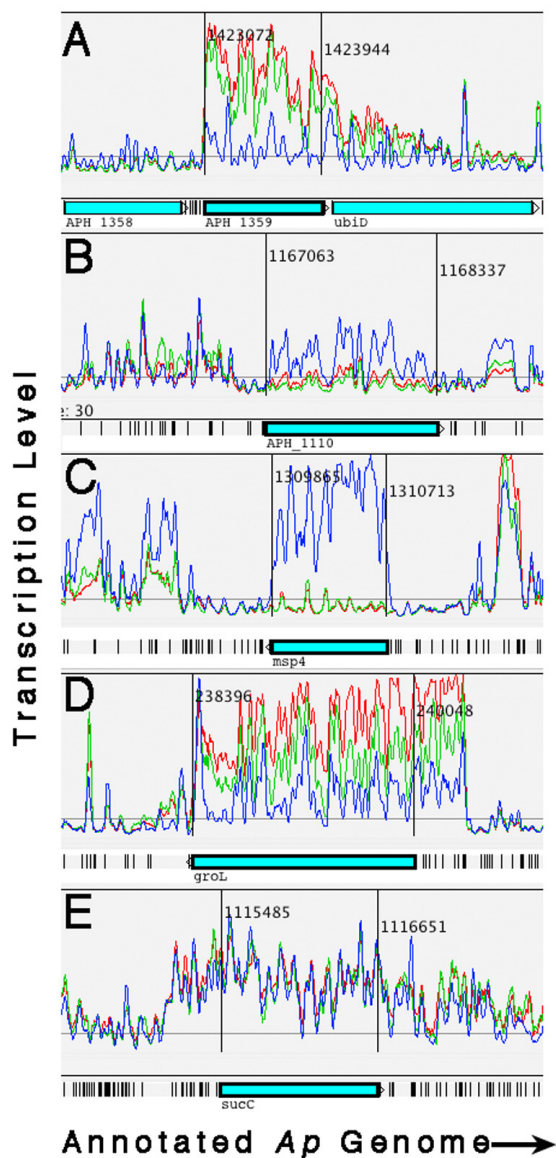 Transcription Level
A
1423072
1423944
APH 1358
APH 1359
ubiD
B
1167063
1168337
e: 30
APH_1110
C
1309865
1310713
msp4
D
238396
240048
groL
E
1115485
1116651
sucC
Annotated Ap Genome